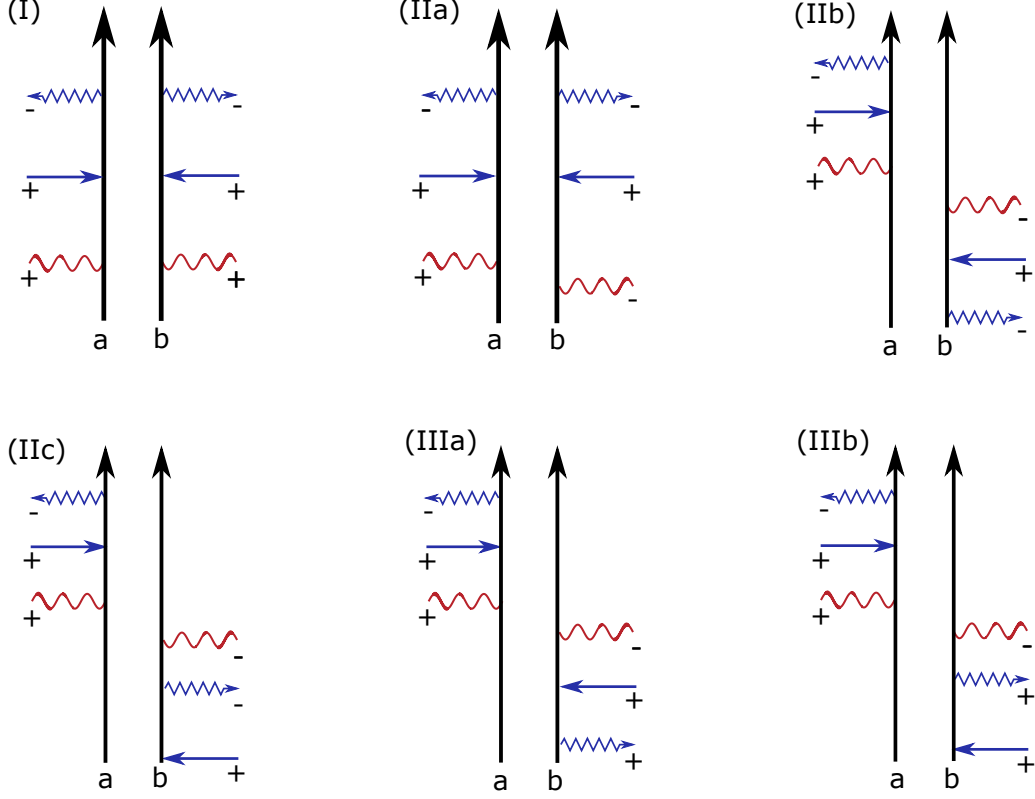 (I) (IIa) (IIb)
- - - - -
+ + + + +
+ + + - + -
+
-
a b a b a b
(IIc) (IIIa) (IIIb)
- - -
+ + +
+ + +
- - -
- + +
+ + +
a b a b a b